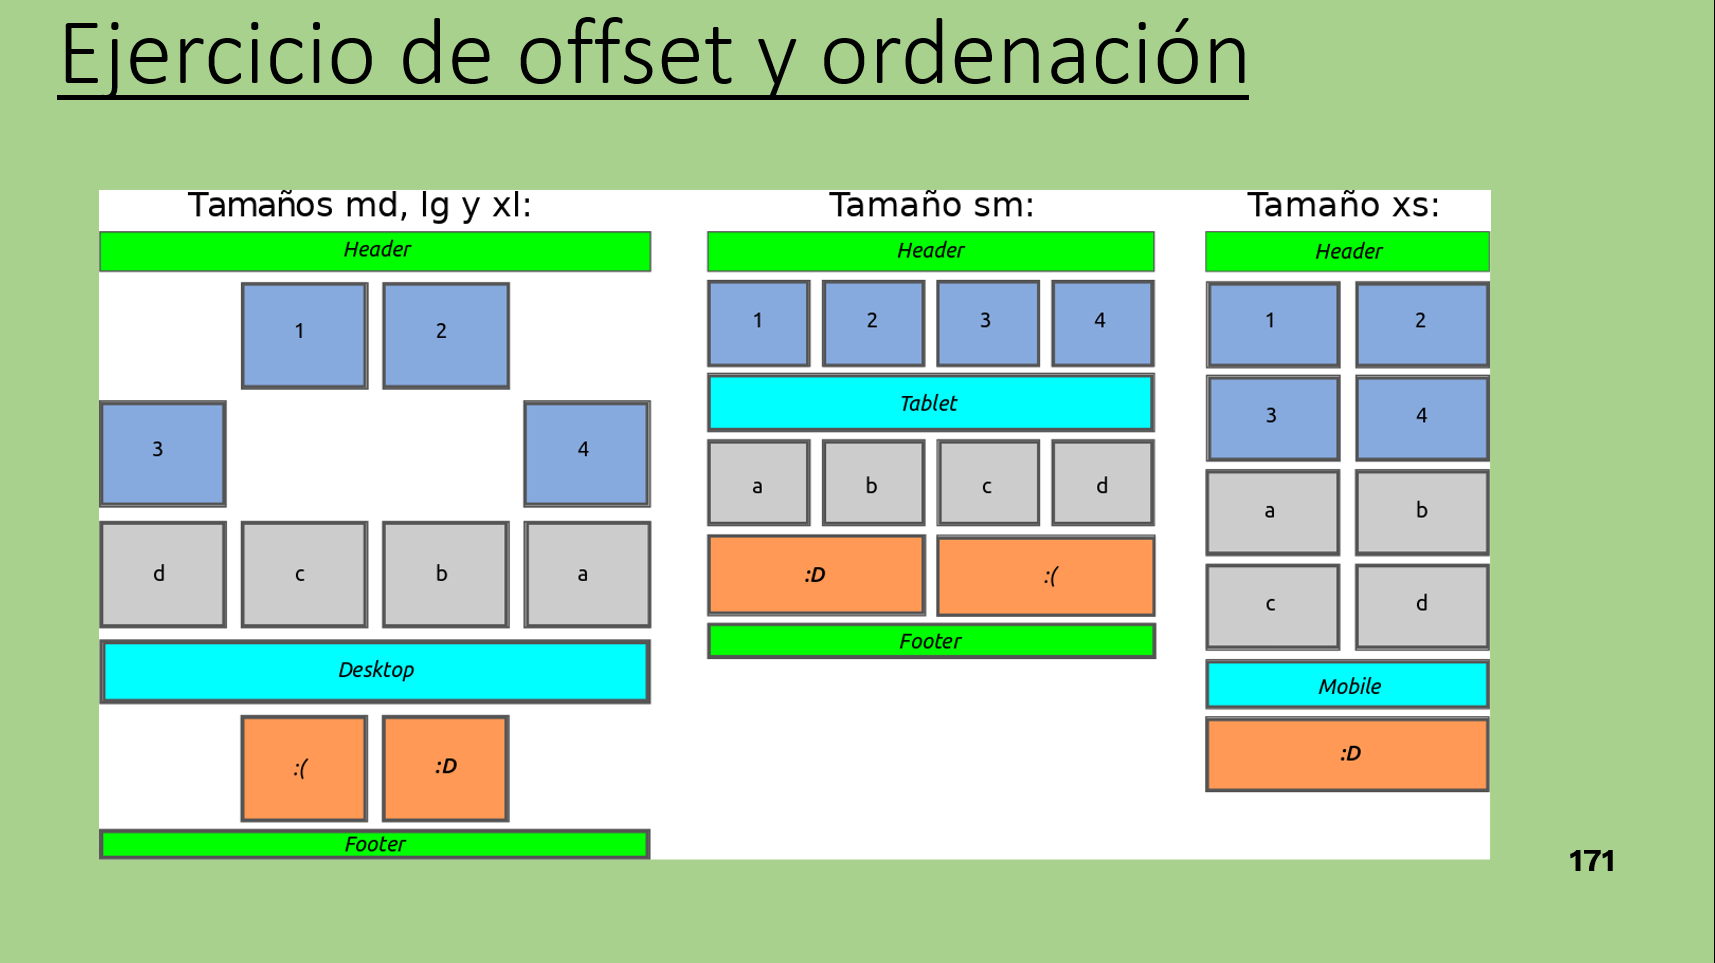 Ejercicio de offset y ordenación
Tamaños md, lg y xl:
Header
1 2
3 4
d c b a
Desktop
:( :D
Footer
Tamaño sm:
Header
1 2 3 4
Tablet
a b c d
:D :(
Footer
Tamaño xs:
Header
1 2
3 4
a b
c d
Mobile
:D
171